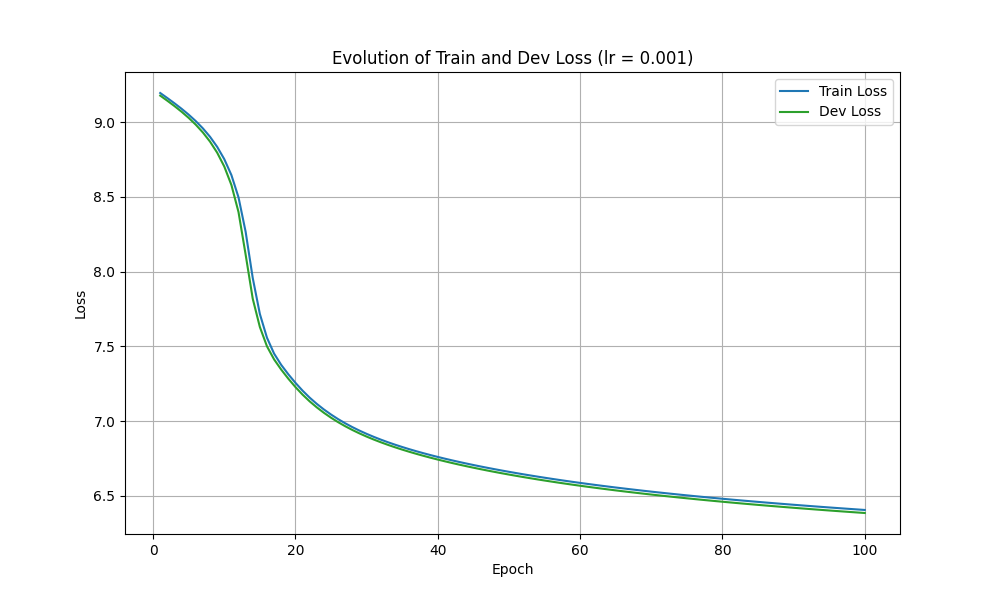 Evolution of Train and Dev Loss (lr = 0.001)
Train Loss
Dev Loss
9.0
8.5
8.0
7.5
7.0
6.5
Loss
0 20 40 60 80 100
Epoch